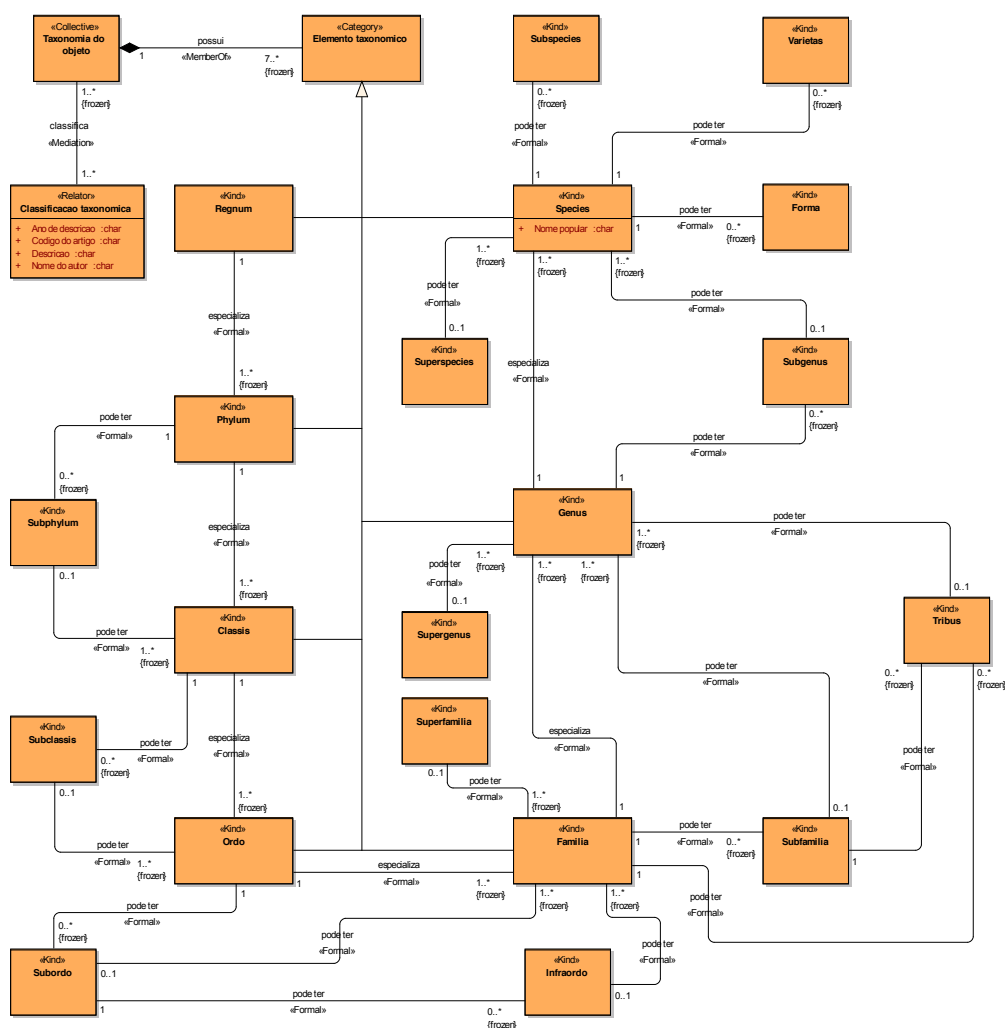 «Collective»
Taxonomia do
objeto
1
possui
«MemberOf»
7..*
{frozen}
«Category»
Elemento taxonomico
«Kind»
Subspecies
«Kind»
Varietas
1..*
{frozen}
classifica
«Mediation»
1..*
0..*
{frozen}
pode ter
«Formal»
1
0..*
{frozen}
pode ter
«Formal»
1
«Relator»
Classificacao taxonomica
+ Ano de descricao :char
+ Codigo do artigo :char
+ Descricao :char
+ Nome do autor :char
«Kind»
Regnum
«Kind»
Species
+ Nome popular :char
1
pode ter
«Formal»
0..*
{frozen}
«Kind»
Forma
1
especializa
«Formal»
1..*
{frozen}
1..*
{frozen}
pode ter
«Formal»
0..1
«Kind»
Superspecies
1..*
{frozen}
especializa
«Formal»
1
1..*
{frozen}
pode ter
«Formal»
0..1
«Kind»
Subgenus
0..*
{frozen}
pode ter
«Formal»
1
«Kind»
Phylum
pode ter
«Formal»
1
0..*
{frozen}
«Kind»
Subphylum
1
especializa
«Formal»
1..*
{frozen}
0..1
pode ter
«Formal»
1..*
{frozen}
«Kind»
Genus
1..*
{frozen}
pode ter
«Formal»
0..1
«Kind»
Tribus
1..*
{frozen}
pode ter
«Formal»
0..1
«Kind»
Supergenus
1..*
{frozen}
1..*
{frozen}
especializa
«Formal»
1
pode ter
«Formal»
0..1
«Kind»
Classis
1
pode ter
«Formal»
0..*
{frozen}
«Kind»
Subclassis
1
especializa
«Formal»
1..*
{frozen}
0..1
pode ter
«Formal»
1..*
{frozen}
«Kind»
Superfamilia
0..1
pode ter
«Formal»
1..*
{frozen}
0..*
{frozen}
0..*
{frozen}
pode ter
«Formal»
1
«Kind»
Ordo
1
especializa
«Formal»
1..*
{frozen}
«Kind»
Familia
1
pode ter
«Formal»
0..*
{frozen}
«Kind»
Subfamilia
1
pode ter
«Formal»
1
pode ter
«Formal»
0..*
{frozen}
«Kind»
Subordo
1..*
{frozen}
pode ter
«Formal»
0..1
1..*
{frozen}
pode ter
«Formal»
0..1
1
pode ter
«Formal»
0..*
{frozen}
«Kind»
Infraordo